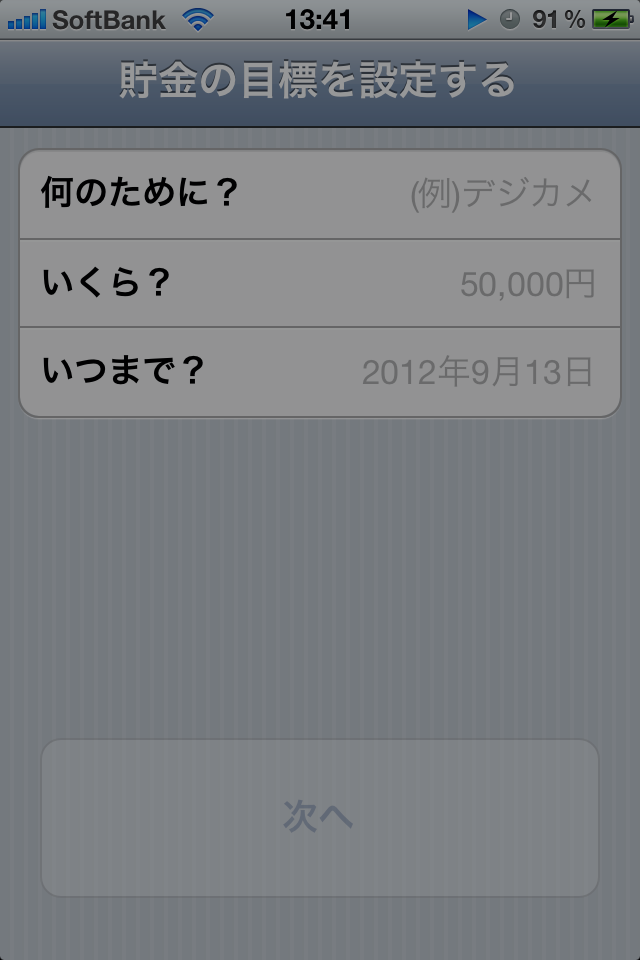 SoftBank 13:41 91%
貯金の目標を設定する
何のために？ (例)デジカメ
いくら？ 50,000円
いつまで？ 2012年9月13日
次へ